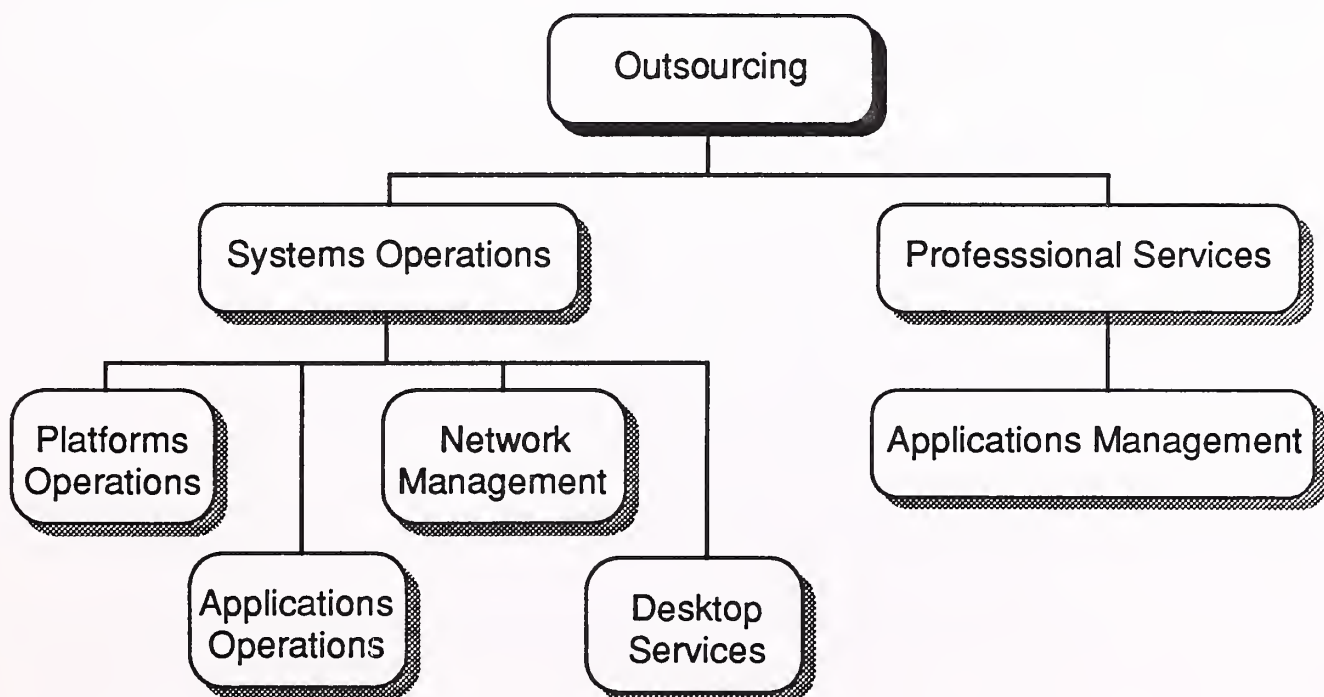 Outsourcing
Systems Operations
Professsional Services
Platforms
Operations
Network
Management
Applications Management
Applications
Operations
Desktop
Services